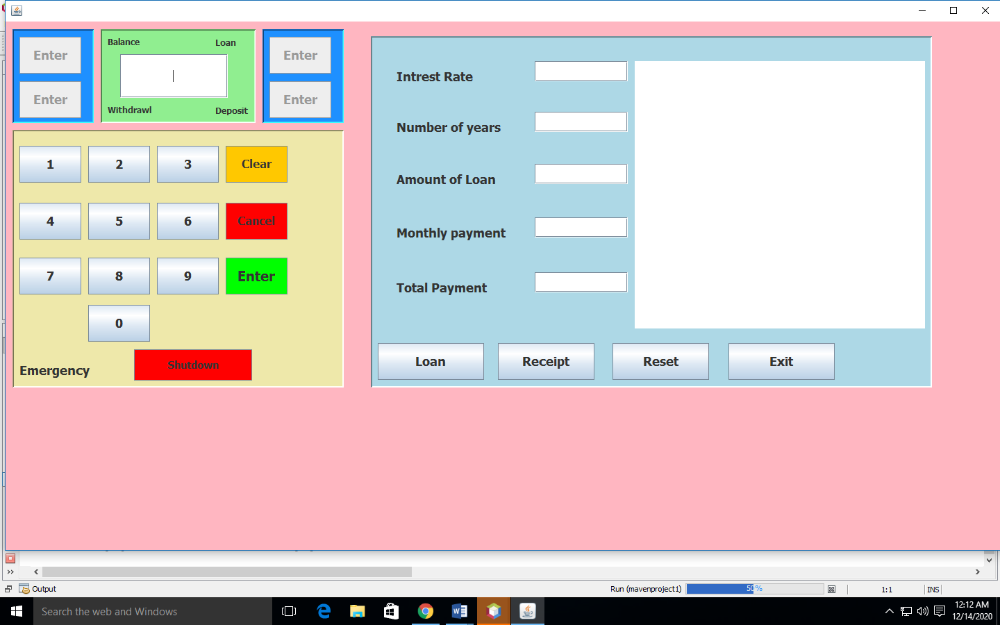 Enter
Enter
Balance Loan
Withdrawl Deposit
Enter
Enter
1 2 3 Clear
4 5 6 Cancel
7 8 9 Enter
0
Emergency Shutdown
Intrest Rate
Number of years
Amount of Loan
Monthly payment
Total Payment
Loan Receipt Reset Exit
Output
Run (mavenproject1) 50%
1:1 INS
Search the web and Windows
12:12 AM
12/14/2020